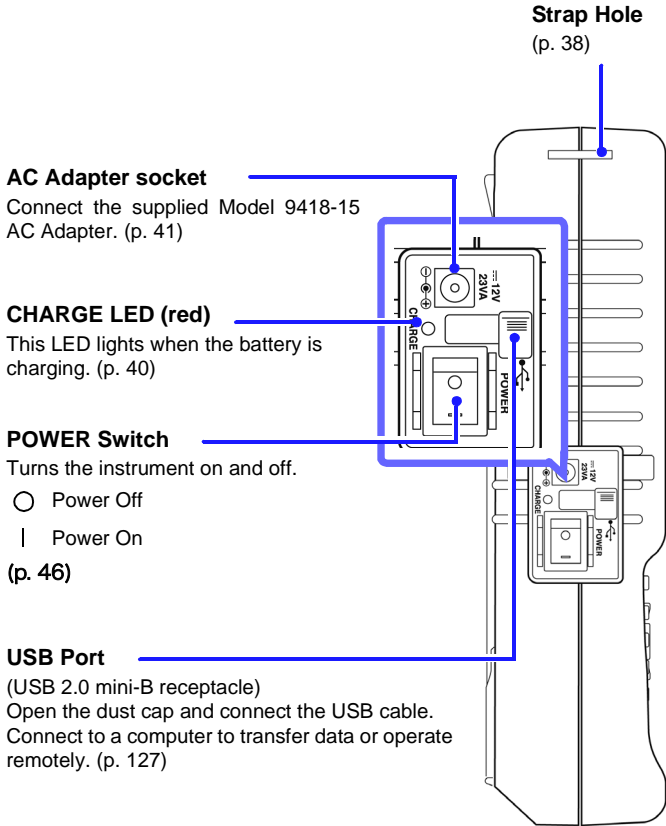 Strap Hole
(p. 38)
AC Adapter socket
Connect the supplied Model 9418-15
AC Adapter. (p. 41)
CHARGE LED (red)
This LED lights when the battery is
charging. (p. 40)
POWER Switch
Turns the instrument on and off.
Power Off
Power On
(p. 46)
USB Port
(USB 2.0 mini-B receptacle)
Open the dust cap and connect the USB cable.
Connect to a computer to transfer data or operate
remotely. (p. 127)
12V
23VA
CHARGE
POWER
12V
23VA
CHARGE
POWER